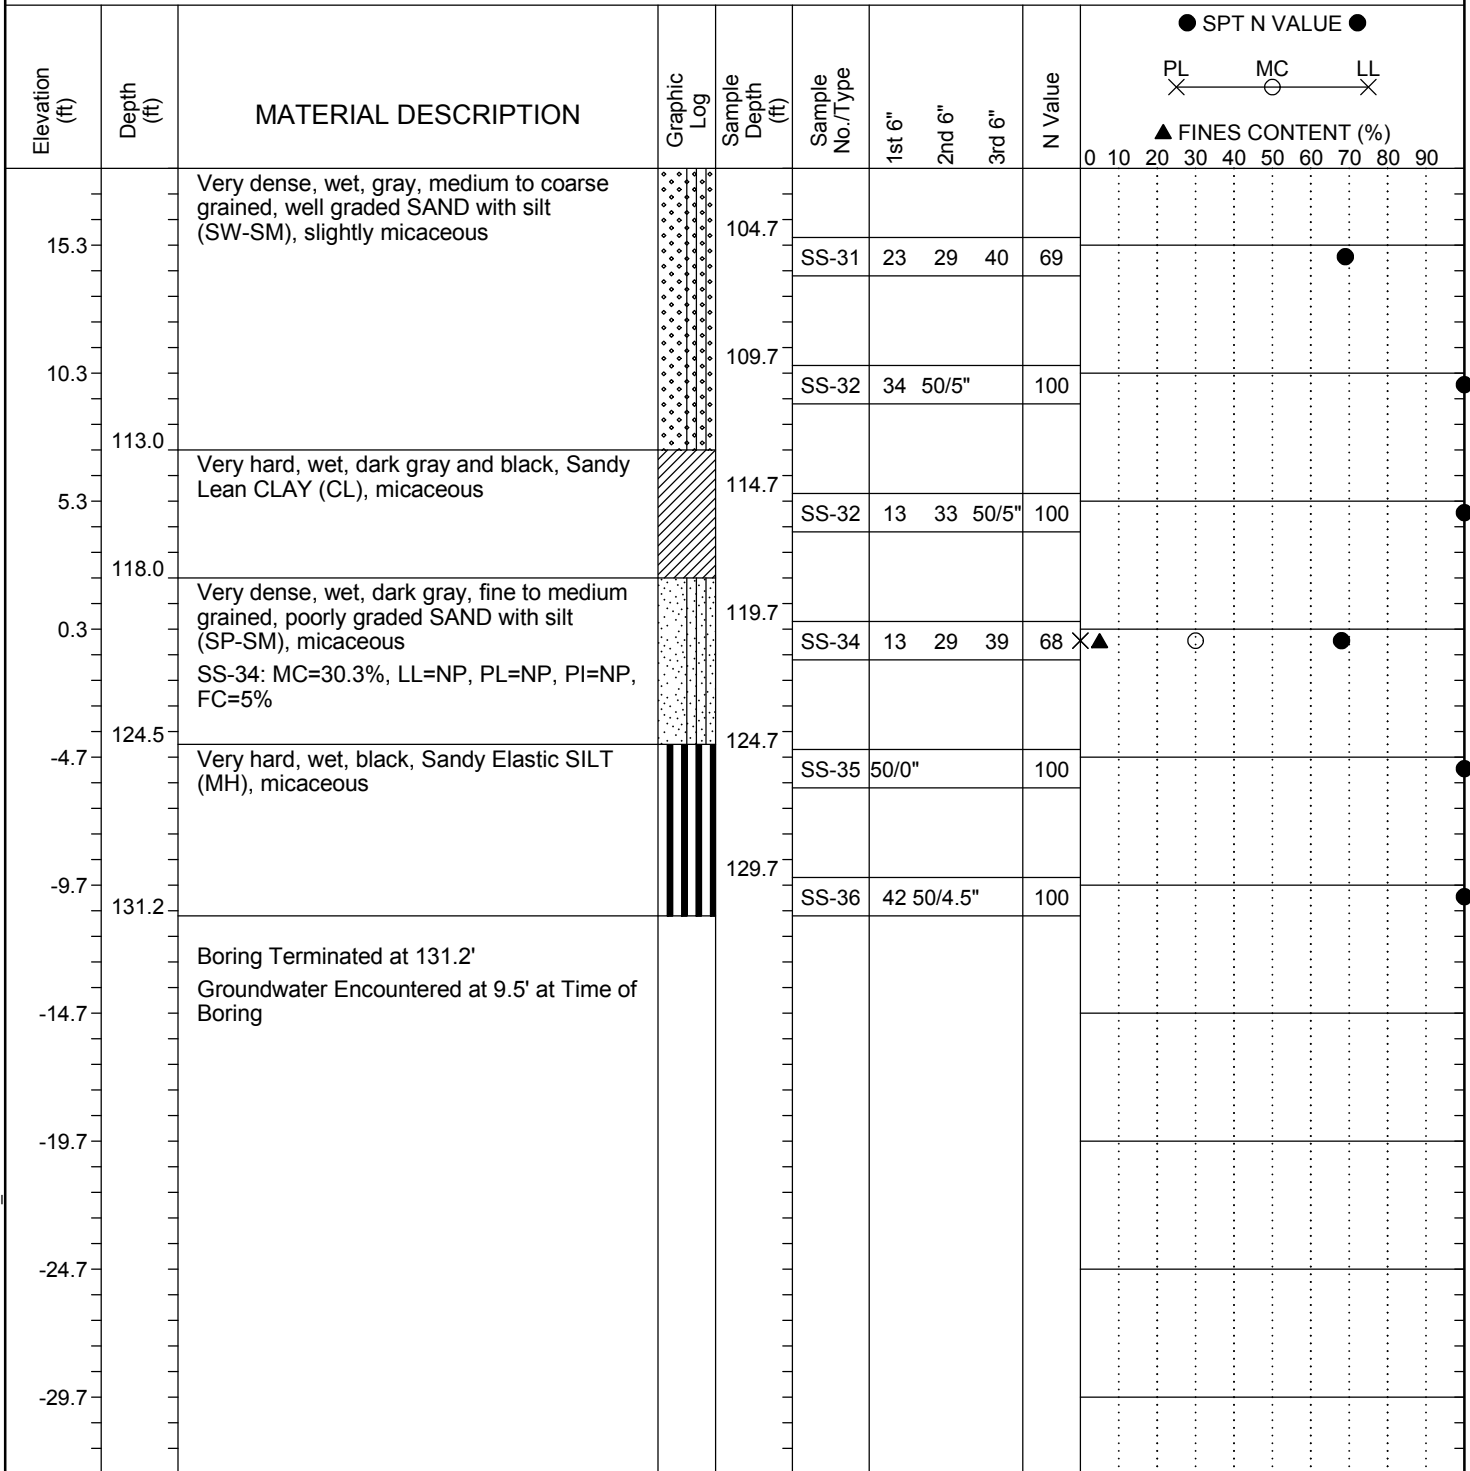 ● SPT N VALUE ●
PL MC LL
▲ FINES CONTENT (%)
0 10 20 30 40 50 60 70 80 90
Elevation
(ft)
Depth
(ft)
MATERIAL DESCRIPTION
Graphic
Log
Sample
Depth
(ft)
Sample
No./Type
1st 6"
2nd 6"
3rd 6"
N Value
Very dense, wet, gray, medium to coarse
grained, well graded SAND with silt
(SW-SM), slightly micaceous
104.7
15.3
SS-31 23 29 40 69
109.7
10.3
SS-32 34 50/5" 100
113.0
Very hard, wet, dark gray and black, Sandy
Lean CLAY (CL), micaceous
114.7
5.3
SS-32 13 33 50/5" 100
118.0
Very dense, wet, dark gray, fine to medium
grained, poorly graded SAND with silt
(SP-SM), micaceous
119.7
0.3
SS-34 13 29 39 68
SS-34: MC=30.3%, LL=NP, PL=NP, PI=NP,
FC=5%
124.5
124.7
-4.7
Very hard, wet, black, Sandy Elastic SILT
(MH), micaceous
SS-35 50/0" 100
129.7
-9.7
SS-36 42 50/4.5" 100
131.2
Boring Terminated at 131.2'
Groundwater Encountered at 9.5' at Time of
Boring
-14.7
-19.7
-24.7
-29.7